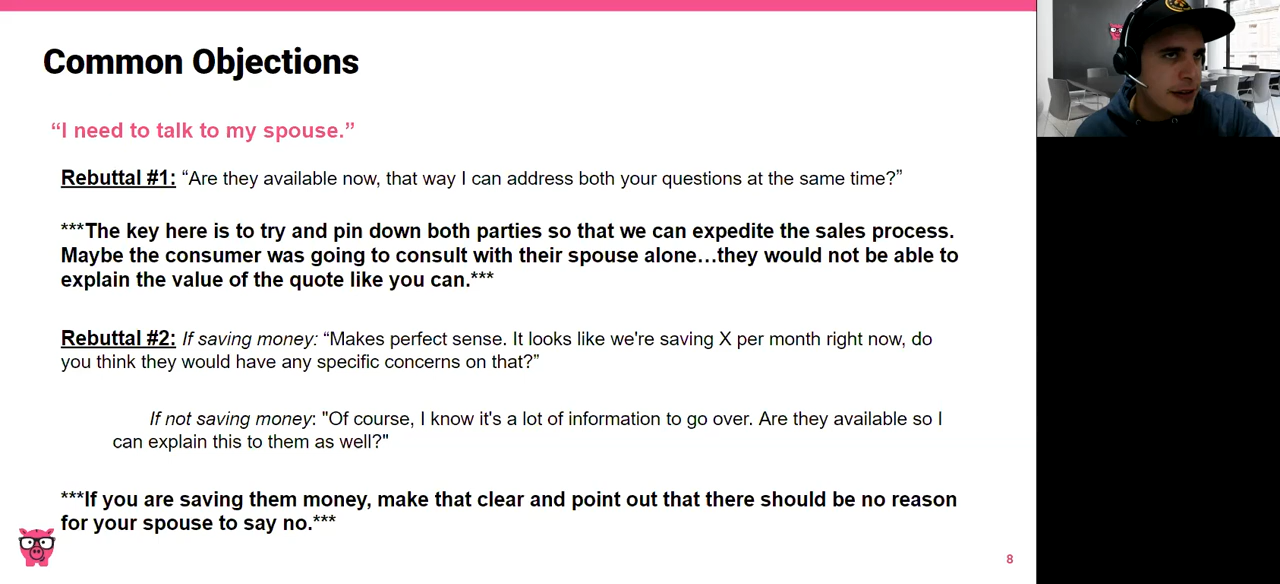 Common Objections
“I need to talk to my spouse.”
Rebuttal #1: “Are they available now, that way I can address both your questions at the same time?”
***The key here is to try and pin down both parties so that we can expedite the sales process.
Maybe the consumer was going to consult with their spouse alone…they would not be able to
explain the value of the quote like you can.***
Rebuttal #2: If saving money: “Makes perfect sense. It looks like we're saving X per month right now, do
you think they would have any specific concerns on that?”
If not saving money: "Of course, I know it's a lot of information to go over. Are they available so I
can explain this to them as well?"
***If you are saving them money, make that clear and point out that there should be no reason
for your spouse to say no.***
8